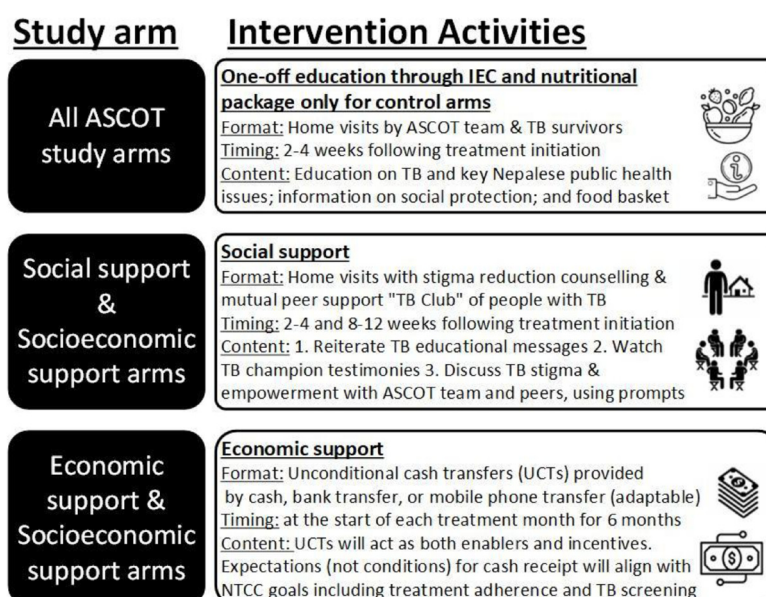 Study arm Intervention Activities
All ASCOT
study arms
One-off education through IEC and nutritional
package only for control arms
Format: Home visits by ASCOT team & TB survivors
Timing: 2-4 weeks following treatment initiation
Content: Education on TB and key Nepalese public health
issues; information on social protection; and food basket
Social support
&
Socioeconomic
support arms
Social support
Format: Home visits with stigma reduction counselling &
mutual peer support "TB Club" of people with TB
Timing: 2-4 and 8-12 weeks following treatment initiation
Content: 1. Reiterate TB educational messages 2. Watch
TB champion testimonies 3. Discuss TB stigma &
empowerment with ASCOT team and peers, using prompts
Economic
support &
Socioeconomic
support arms
Economic support
Format: Unconditional cash transfers (UCTs) provided
by cash, bank transfer, or mobile phone transfer (adaptable)
Timing: at the start of each treatment month for 6 months
Content: UCTs will act as both enablers and incentives.
Expectations (not conditions) for cash receipt will align with
NTCC goals including treatment adherence and TB screening